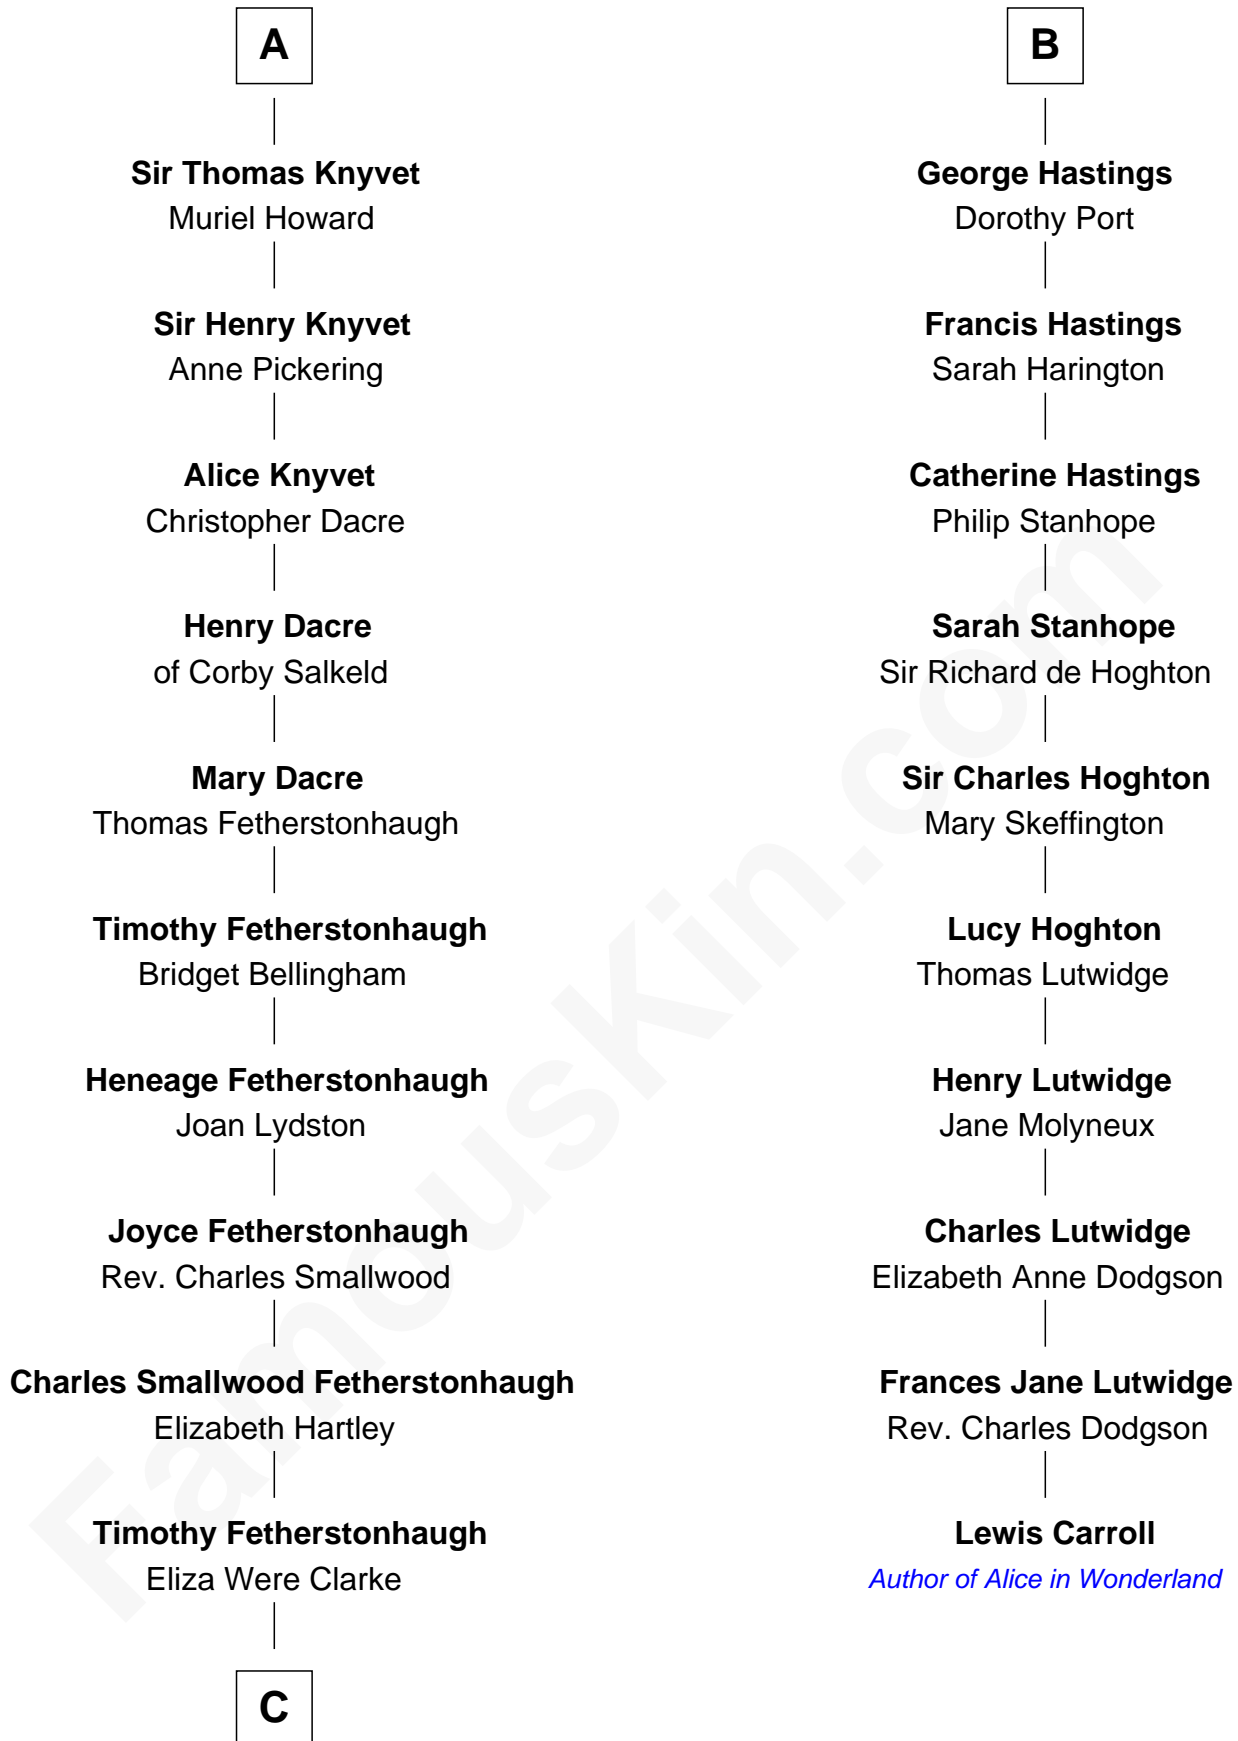 A
Sir Thomas Knyvet
Muriel Howard
Sir Henry Knyvet
Anne Pickering
Alice Knyvet
Christopher Dacre
Henry Dacre
of Corby Salkeld
Mary Dacre
Thomas Fetherstonhaugh
Timothy Fetherstonhaugh
Bridget Bellingham
Heneage Fetherstonhaugh
Joan Lydston
Joyce Fetherstonhaugh
Rev. Charles Smallwood
Charles Smallwood Fetherstonhaugh
Elizabeth Hartley
Timothy Fetherstonhaugh
Eliza Were Clarke
C
B
George Hastings
Dorothy Port
Francis Hastings
Sarah Harington
Catherine Hastings
Philip Stanhope
Sarah Stanhope
Sir Richard de Hoghton
Sir Charles Hoghton
Mary Skeffington
Lucy Hoghton
Thomas Lutwidge
Henry Lutwidge
Jane Molyneux
Charles Lutwidge
Elizabeth Anne Dodgson
Frances Jane Lutwidge
Rev. Charles Dodgson
Lewis Carroll
Author of Alice in Wonderland
FamousKin.com